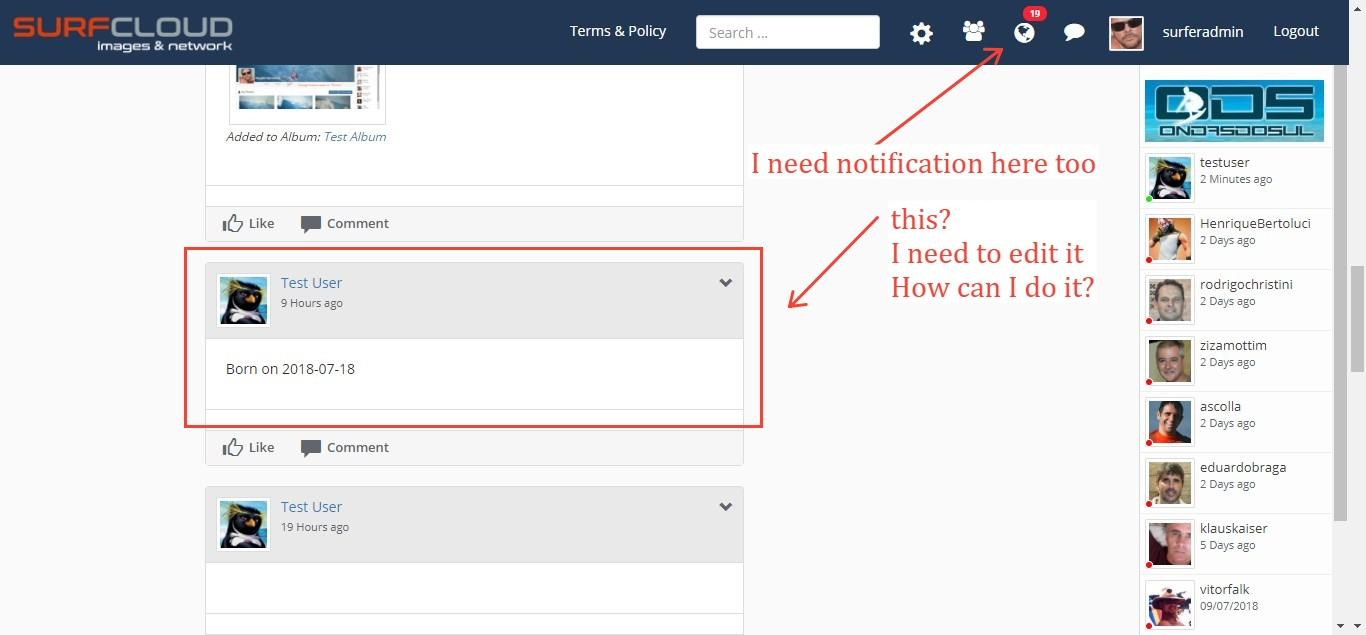 SURFCLOUD
images & network
Terms & Policy
Search ...
19
surferadmin
Logout
Added to Album: Test Album
Like
Comment
I need notification here too
this?
I need to edit it
How can I do it?
Test User
9 Hours ago
Born on 2018-07-18
Like
Comment
Test User
19 Hours ago
ODS
ONDASDOSUL
testuser
2 Minutes ago
HenriqueBertoluci
2 Days ago
rodrigochristini
2 Days ago
zizamottim
2 Days ago
ascolla
2 Days ago
eduardobraga
2 Days ago
klauskaiser
5 Days ago
vitorfalk
09/07/2018